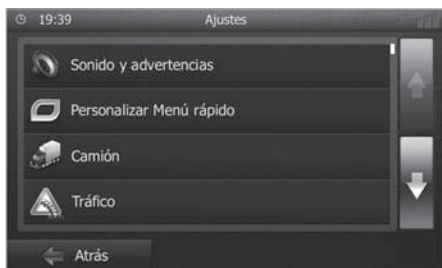 19:39 Ajustes
Sonido y advertencias
Personalizar Menú rápido
Camión
Tráfico
Atrás